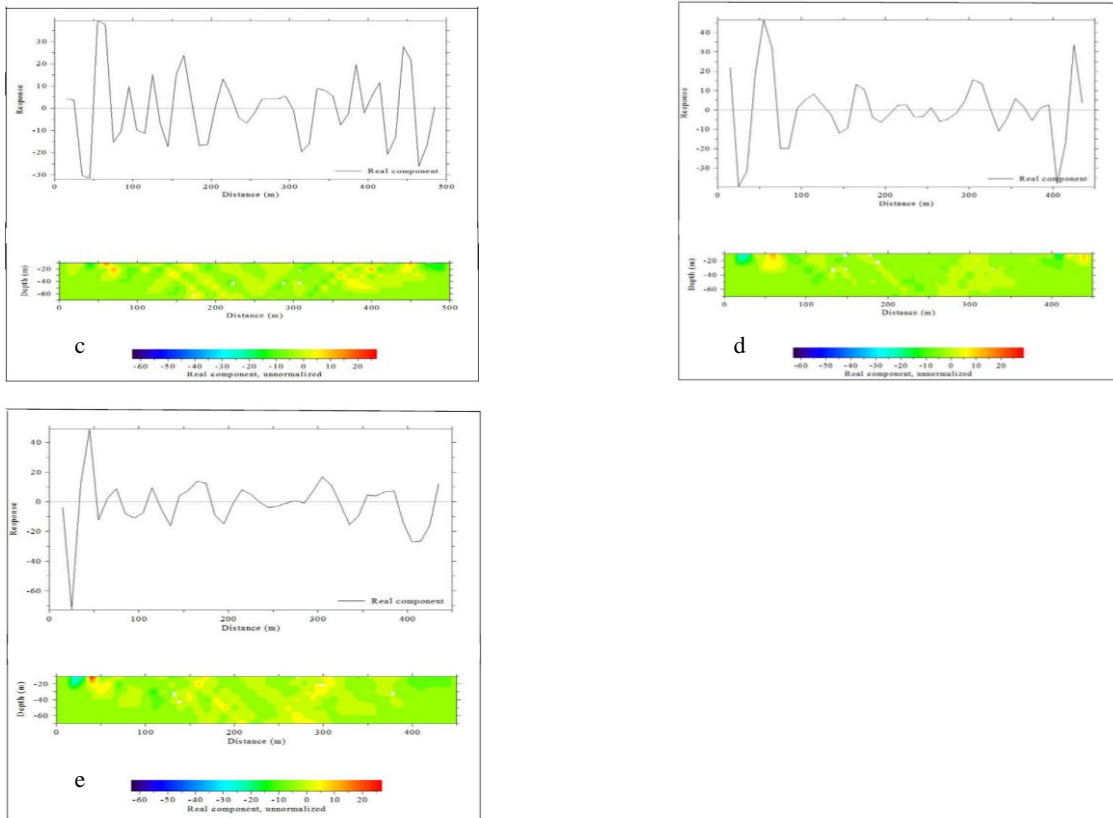 30
20
10
0
-10
-20
-30
Response
Real component
0 100 200 300 400 500
Distance (m)
-20
-40
-60
Depth (m)
0 100 200 300 400 500
Distance (m)
c
-60 -50 -40 -30 -20 -10 0 10 20
Real component, unnormalized
40
30
20
10
0
-10
-20
-30
Response
Real component
0 100 200 300 400
Distance (m)
-20
-40
-60
Depth (m)
0 100 200 300 400
Distance (m)
d
-60 -50 -40 -30 -20 -10 0 10 20
Real component, unnormalized
40
20
0
-20
-40
-60
Response
Real component
0 100 200 300 400
Distance (m)
-20
-40
-60
Depth (m)
0 100 200 300 400
Distance (m)
e
-60 -50 -40 -30 -20 -10 0 10 20
Real component, unnormalized